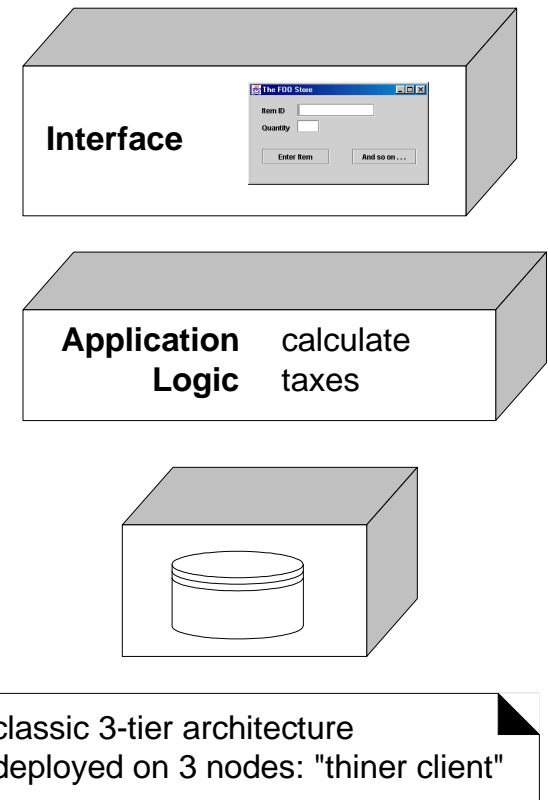 The FOO Store
Item ID
Interface
Quantity
Enter Item And so on . . .
Application calculate
Logic taxes
classic 3-tier architecture
deployed on 3 nodes: "thiner client"